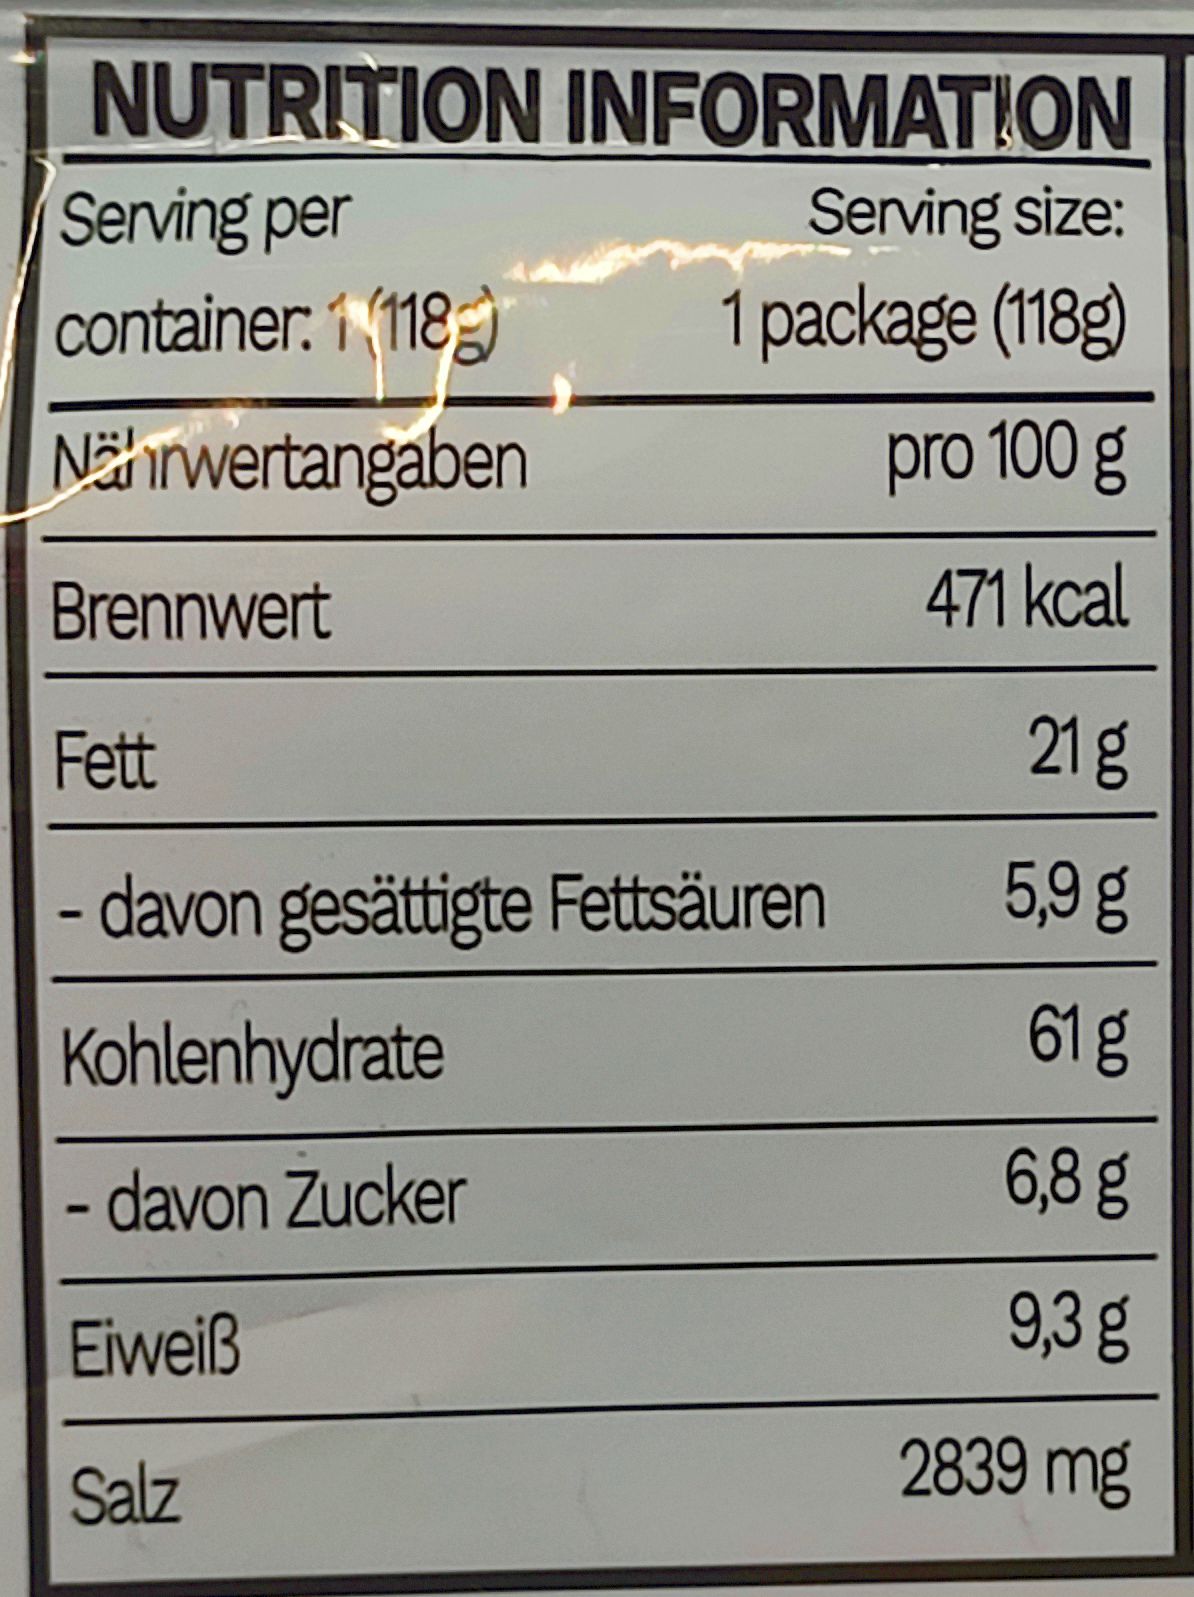 NUTRITION INFORMATION
Serving per Serving size:
container: 1 (118g) 1 package (118g)
Nährwertangaben pro 100 g
Brennwert 471 kcal
Fett 21 g
- davon gesättigte Fettsäuren 5,9 g
Kohlenhydrate 61 g
- davon Zucker 6,8 g
Eiweiß 9,3 g
Salz 2839 mg